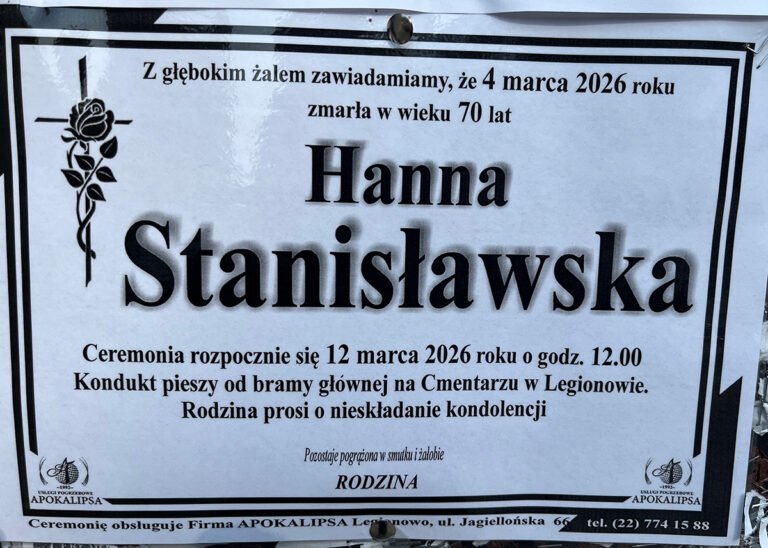 Z głębokim żalem zawiadamiamy, że 4 marca 2026 roku
zmarła w wieku 70 lat
Hanna
Stanisławska
Ceremonia rozpocznie się 12 marca 2026 roku o godz. 12.00
Kondukt pieszy od bramy głównej na Cmentarzu w Legionowie.
Rodzina prosi o nieskładanie kondolencji
Pozostaje pogrążona w smutku i żałobie
RODZINA
~1992~
USŁUGI POGRZEBOWE
APOKALIPSA
~1992~
USŁUGI POGRZEBOWE
APOKALIPSA
Ceremonię obsługuje Firma APOKALIPSA Legionowo, ul. Jagiellońska 66 tel. (22) 774 15 88